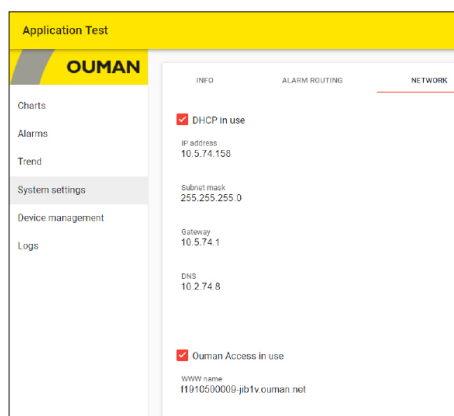 Application Test
OUMAN
INFO
ALARM ROUTING
NETWORK
Charts
Alarms
Trend
System settings
Device management
Logs
DHCP in use
IP address
10.5.74.158
Subnet mask
255.255.255.0
Gateway
10.5.74.1
DNS
10.2.74.8
Ouman Access in use
WWW name
f1910500009-jib1v.ouman.net